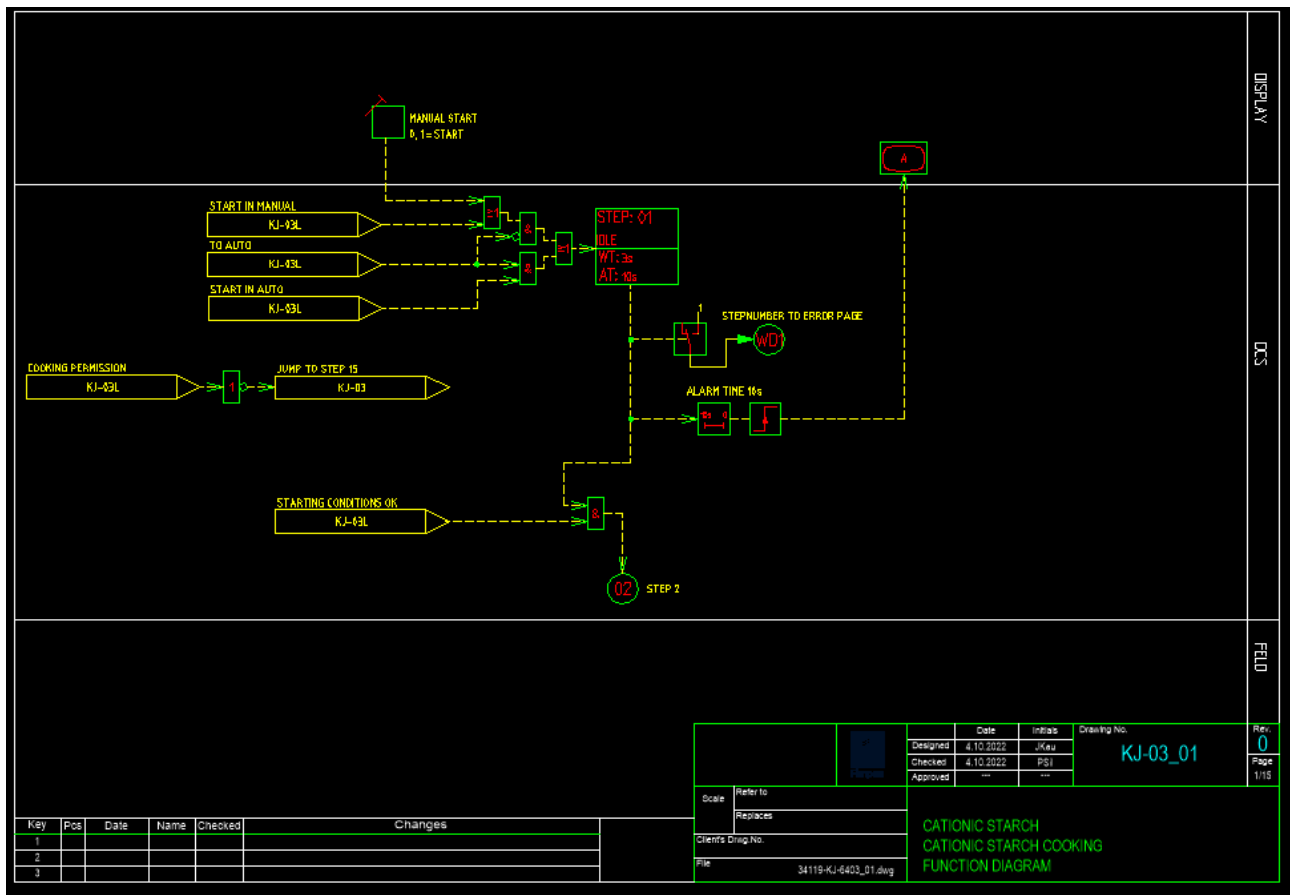 DISPLAY
MANUAL START
0, 1=START
A
START IN MANUAL
KJ-03L
≥1
&
STEP: 01
IDLE
WT: 3s
AT: 10s
TO AUTO
KJ-03L
≥1
&
START IN AUTO
KJ-03L
1
STEPNUMBER TO ERROR PAGE
WD1
DCS
COOKING PERMISSION
KJ-03L
1
JUMP TO STEP 15
KJ-03
ALARM TIME 10s
10s 0
STARTING CONDITIONS OK
KJ-03L
&
02
STEP 2
FIELD
Date
Initials
Drawing No.
Rev.
Designed 4.10.2022 JKau
KJ-03_01
0
Checked 4.10.2022 PSi
Page
Approved --- ---
1/15
Scale
Refer to
Replaces
Client's Drwg.No.
File
34119-KJ-6403_01.dwg
CATIONIC STARCH
CATIONIC STARCH COOKING
FUNCTION DIAGRAM
Key Pos Date Name Checked Changes
1
2
3